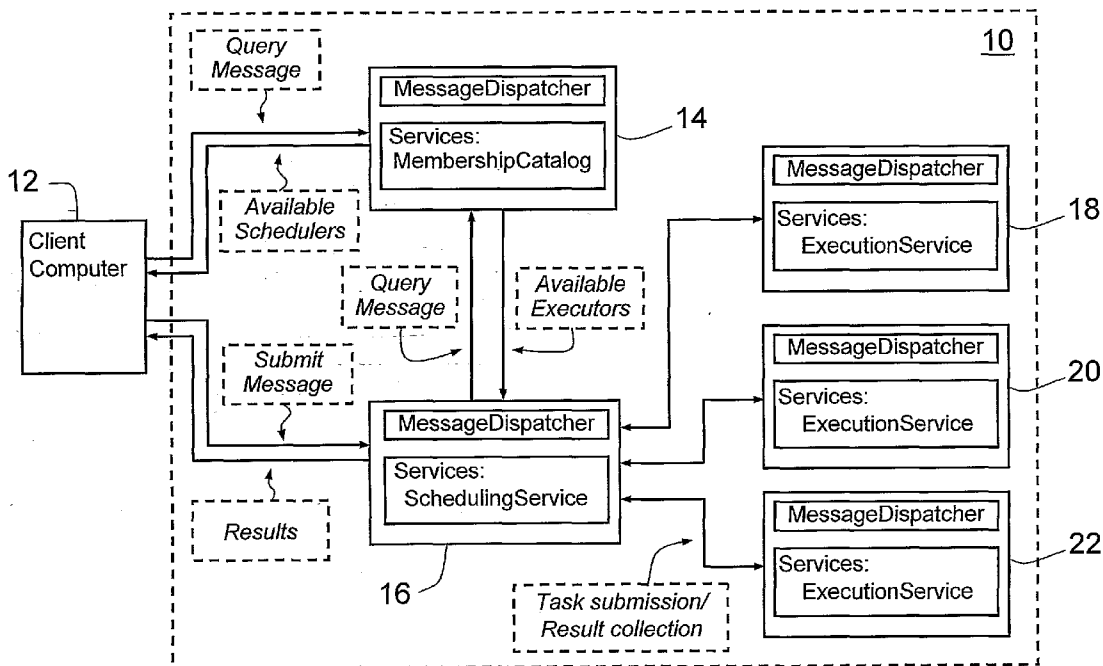 10
Query
Message
MessageDispatcher
Services:
MembershipCatalog
14
12
Client
Computer
Available
Schedulers
MessageDispatcher
Services:
ExecutionService
18
Query
Message
Available
Executors
Submit
Message
MessageDispatcher
Services:
ExecutionService
20
MessageDispatcher
Services:
SchedulingService
16
Results
MessageDispatcher
Services:
ExecutionService
22
Task submission/
Result collection